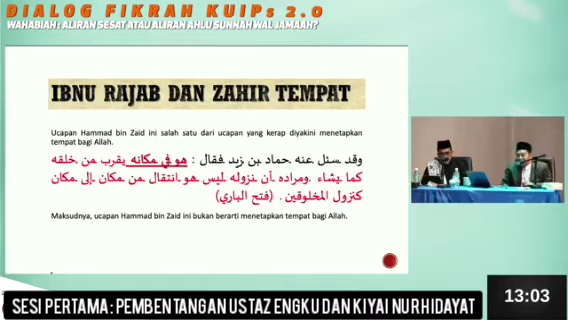 DIALOG FIKRAH KUIPs 2.0
WAHABIAH : ALIRAN SESAT ATAU ALIRAN AHLU SUNNAH WAL JAMAAH?
IBNU RAJAB DAN ZAHIR TEMPAT
Ucapan Hammad bin Zaid ini salah satu dari ucapan yang kerap diyakini menetapkan
tempat bagi Allah.
وقد سئل عنه حماد بن زيد فقال : هو في مكانه يقرب من خلقه
كما يشاء ومراده أن نزوله ليس هو انتقال من مكان إلى مكان
كنزول المخلوقين . (فتح الباري)
Maksudnya, ucapan Hammad bin Zaid ini bukan berarti menetapkan tempat bagi Allah.
SESI PERTAMA : PEMBENTANGAN USTAZ ENGKU DAN KIYAI NURHIDAYAT
13:03